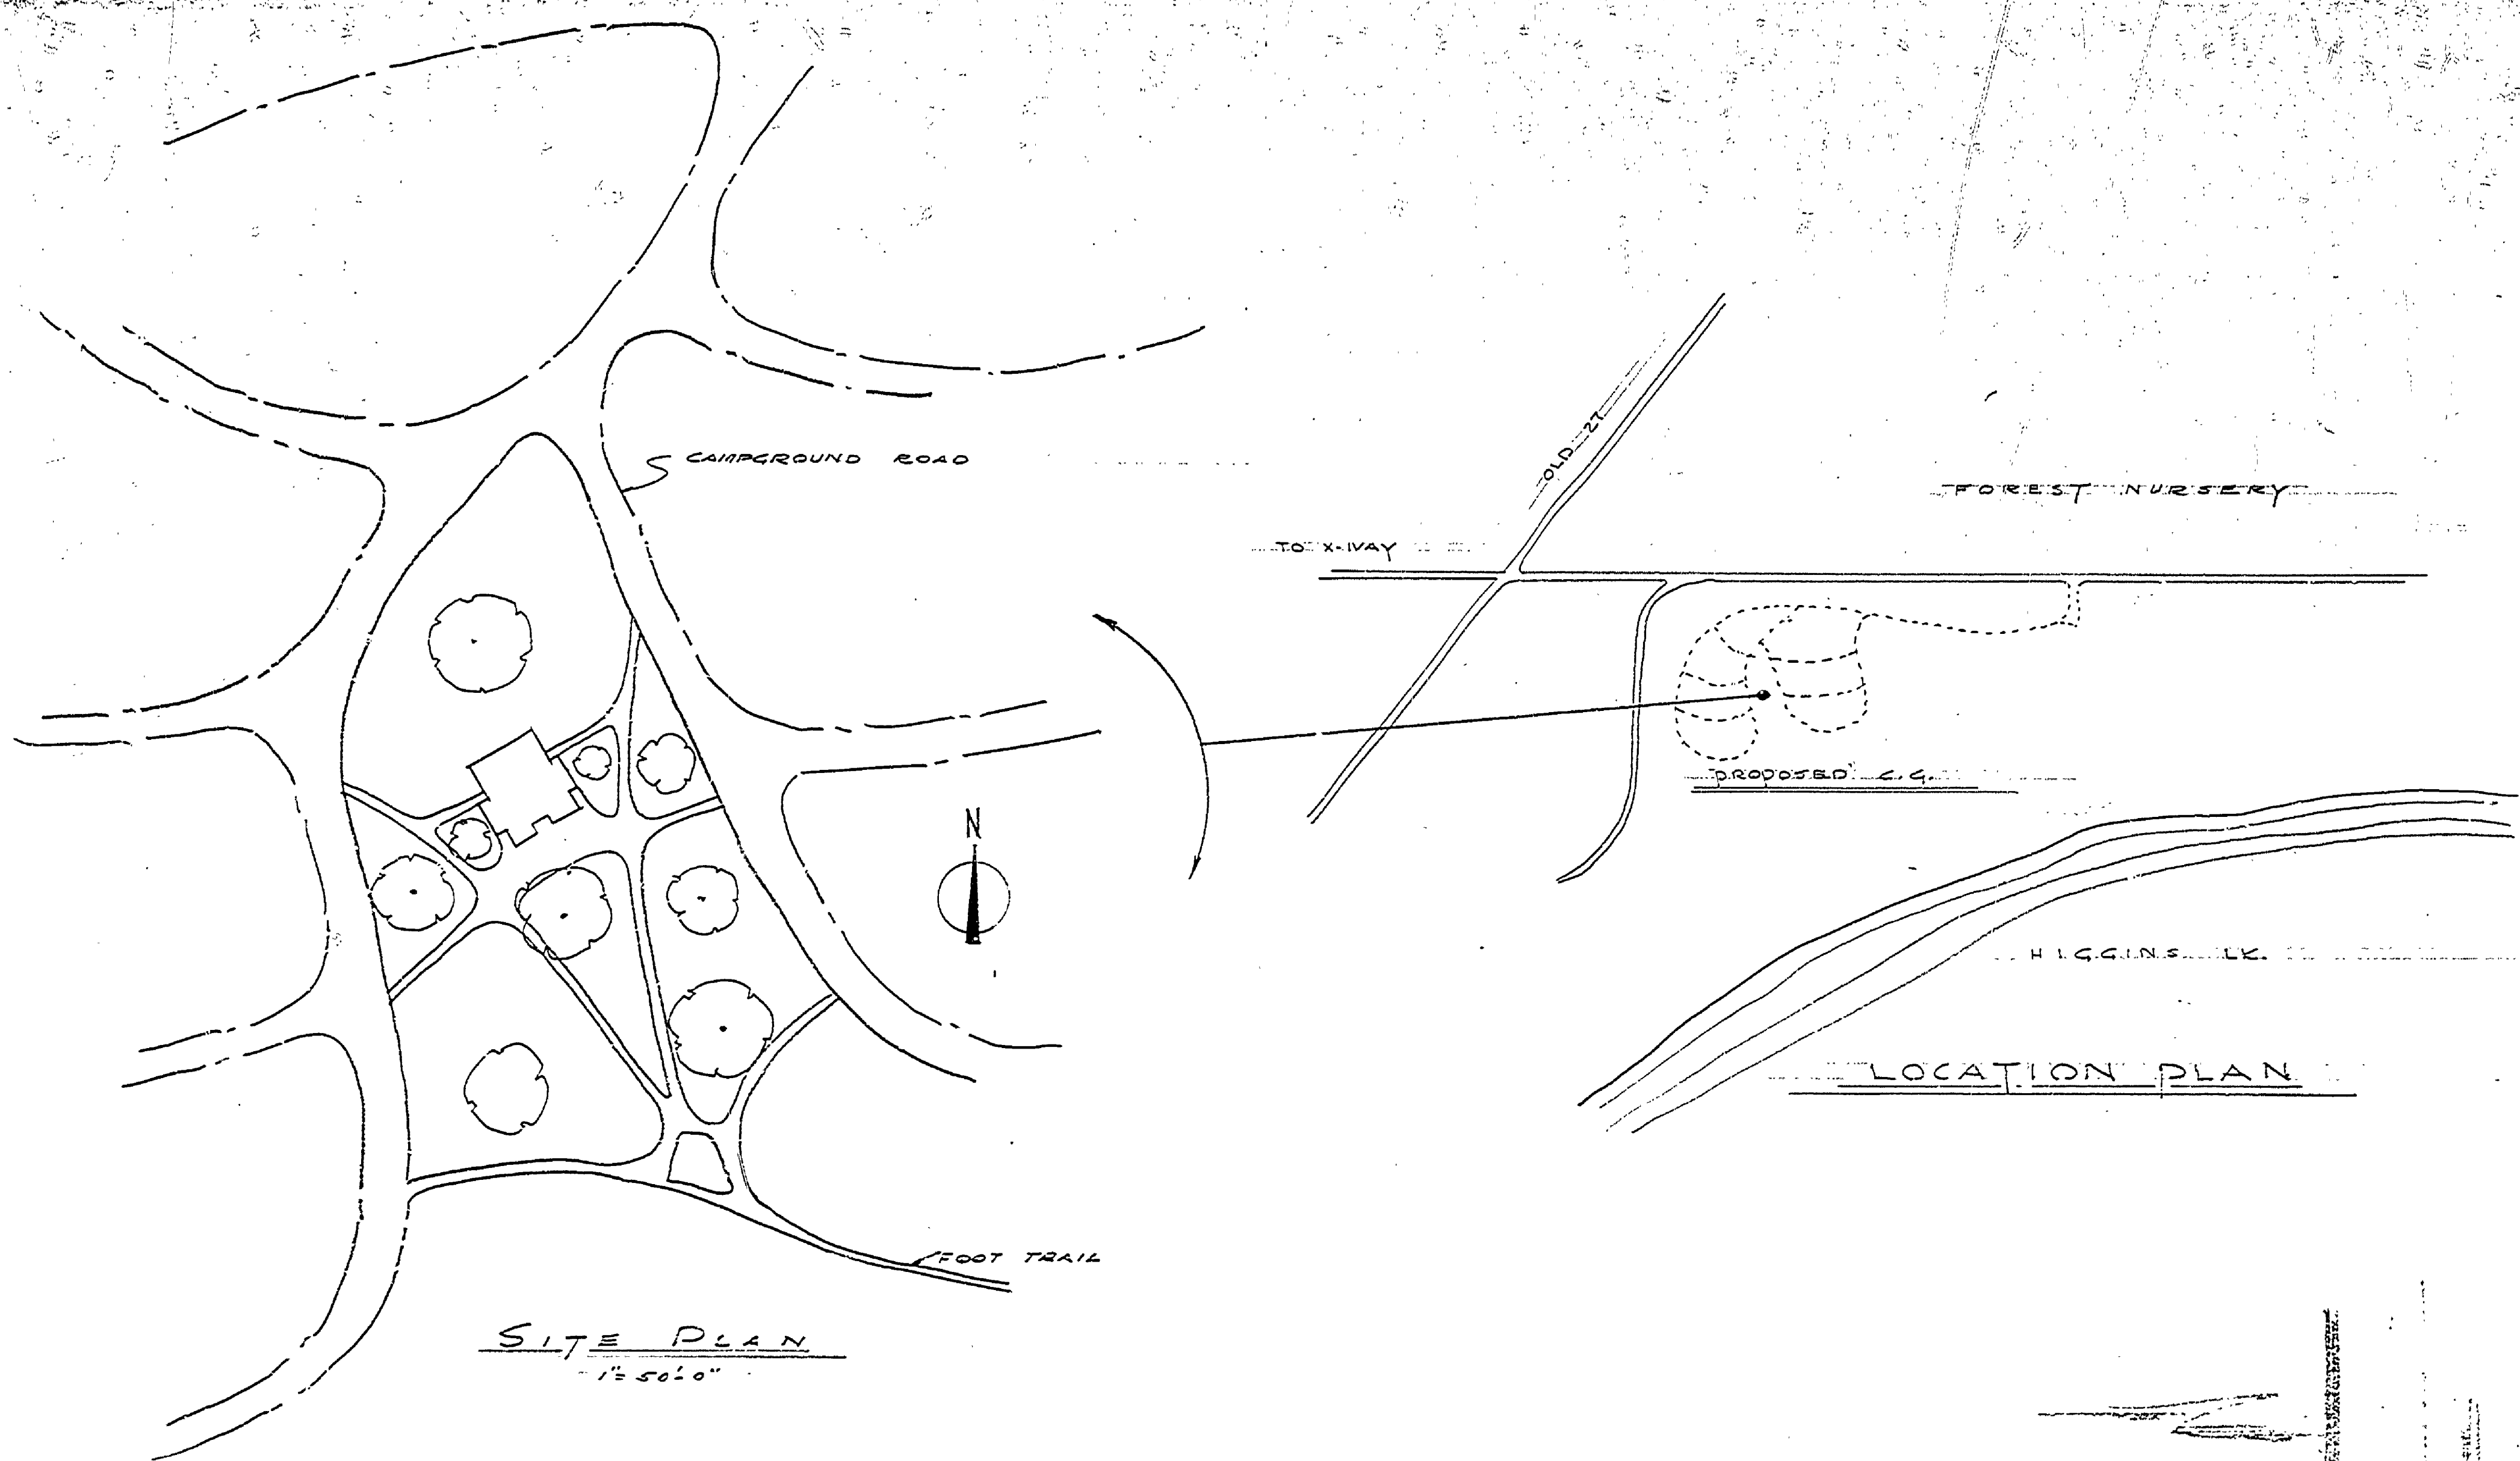 CAMPGROUND ROAD
N
FOOT TRAIL
SITE PLAN
1"=50'-0"
OLD 27
FOREST NURSERY
TO X-WAY
PROPOSED C.G.
HIGGINS LK.
LOCATION PLAN